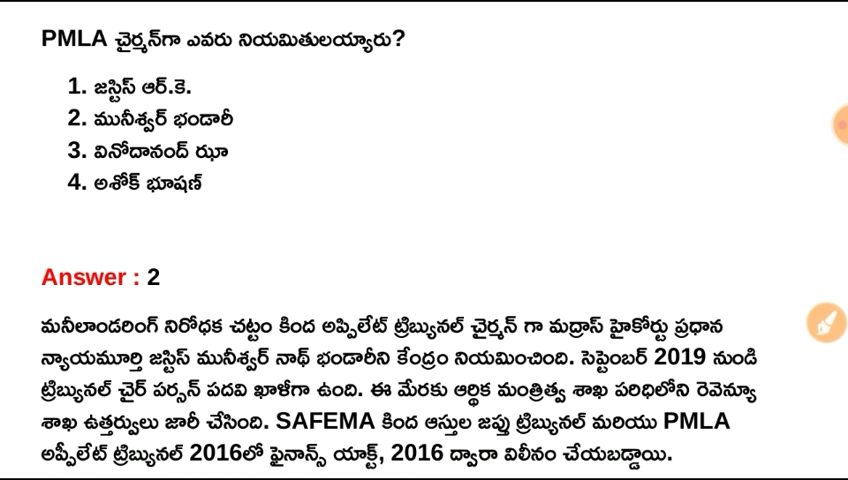 PMLA చైర్మన్‌గా ఎవరు నియమితులయ్యారు?
1. జస్టిస్ ఆర్.కె.
2. మునీశ్వర్ భండారీ
3. వినోదానంద్ ఝా
4. అశోక్ భూషణ్
Answer : 2
మనీలాండరింగ్ నిరోధక చట్టం కింద అప్పిలేట్ ట్రిబ్యునల్ చైర్మన్ గా మద్రాస్ హైకోర్టు ప్రధాన
న్యాయమూర్తి జస్టిస్ మునీశ్వర్ నాథ్ భండారీని కేంద్రం నియమించింది. సెప్టెంబర్ 2019 నుండి
ట్రిబ్యునల్ చైర్ పర్సన్ పదవి ఖాళీగా ఉంది. ఈ మేరకు ఆర్థిక మంత్రిత్వ శాఖ పరిధిలోని రెవెన్యూ
శాఖ ఉత్తర్వులు జారీ చేసింది. SAFEMA కింద ఆస్తుల జప్తు ట్రిబ్యునల్ మరియు PMLA
అప్పీలేట్ ట్రిబ్యునల్ 2016లో ఫైనాన్స్ యాక్ట్, 2016 ద్వారా విలీనం చేయబడ్డాయి.